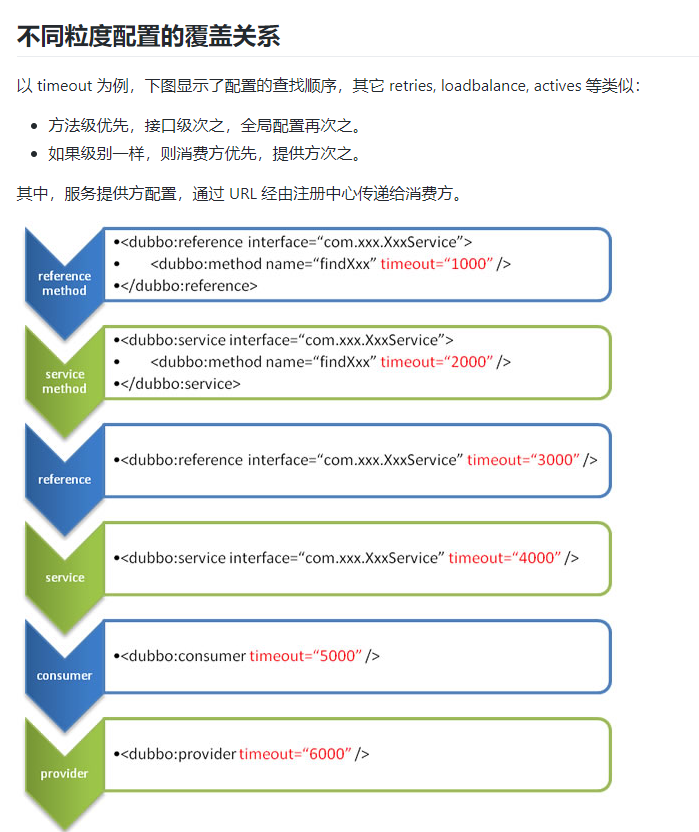 不同粒度配置的覆盖关系
以 timeout 为例，下图显示了配置的查找顺序，其它 retries, loadbalance, actives 等类似：
• 方法级优先，接口级次之，全局配置再次之。
• 如果级别一样，则消费方优先，提供方次之。
其中，服务提供方配置，通过 URL 经由注册中心传递给消费方。
reference
method
•<dubbo:reference interface=“com.xxx.XxxService”>
• <dubbo:method name=“findXxx” timeout=“1000” />
•</dubbo:reference>
service
method
•<dubbo:service interface=“com.xxx.XxxService”>
• <dubbo:method name=“findXxx” timeout=“2000” />
•</dubbo:service>
reference
•<dubbo:reference interface=“com.xxx.XxxService” timeout=“3000” />
service
•<dubbo:service interface=“com.xxx.XxxService” timeout=“4000” />
consumer
•<dubbo:consumer timeout=“5000” />
provider
•<dubbo:provider timeout=“6000” />